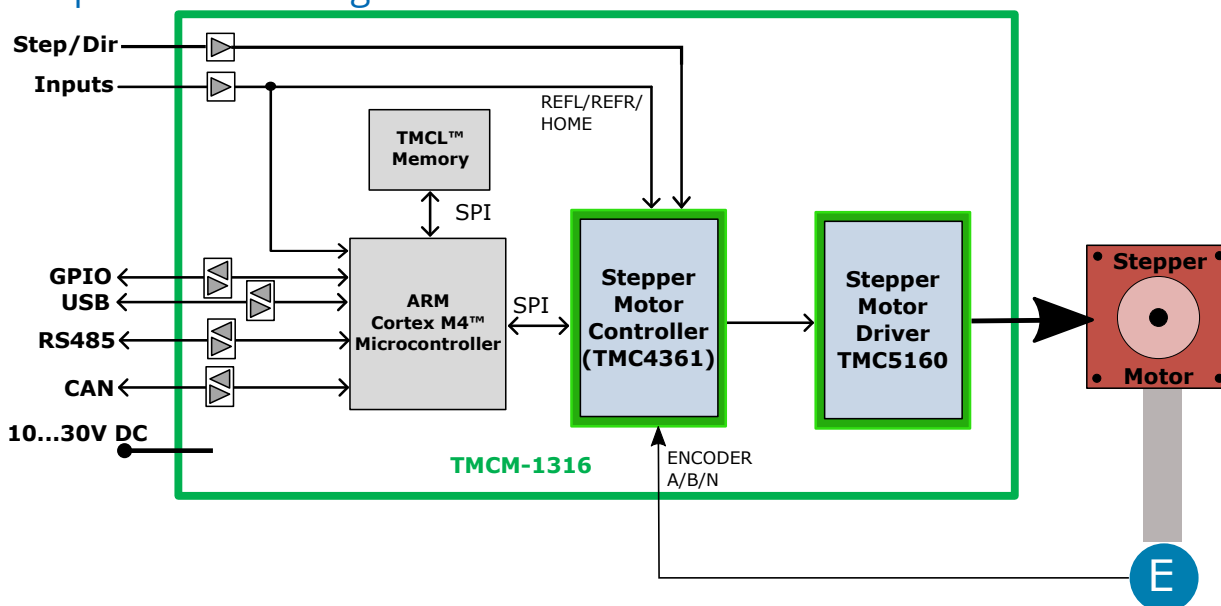 Step/Dir
Inputs
REFL/REFR/
HOME
TMCL™
Memory
SPI
GPIO
USB
RS485
CAN
10...30V DC
ARM
Cortex M4™
Microcontroller
SPI
Stepper
Motor
Controller
(TMC4361)
Stepper
Motor
Driver
TMC5160
Stepper
Motor
TMCM-1316
ENCODER
A/B/N
E